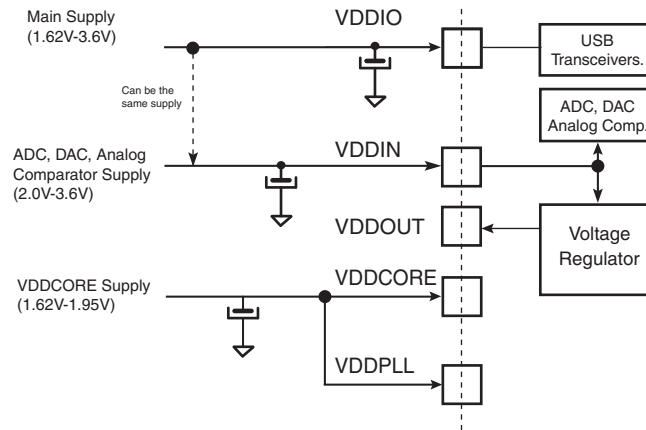 Main Supply
(1.62V-3.6V)
VDDIO
USB
Transceivers.
Can be the
same supply
ADC, DAC
Analog Comp.
ADC, DAC, Analog
Comparator Supply
(2.0V-3.6V)
VDDIN
VDDOUT
Voltage
Regulator
VDDCORE Supply
(1.62V-1.95V)
VDDCORE
VDDPLL